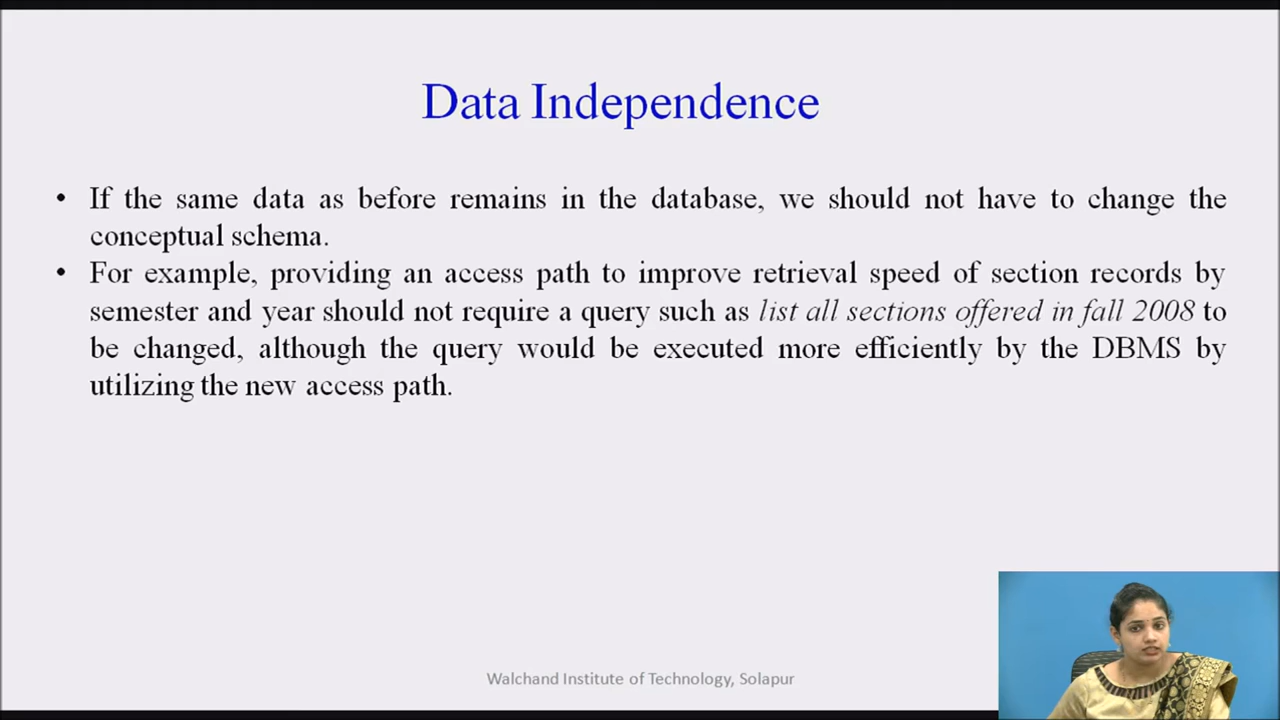 Data Independence
• If the same data as before remains in the database, we should not have to change the
conceptual schema.
• For example, providing an access path to improve retrieval speed of section records by
semester and year should not require a query such as list all sections offered in fall 2008 to
be changed, although the query would be executed more efficiently by the DBMS by
utilizing the new access path.
Walchand Institute of Technology, Solapur